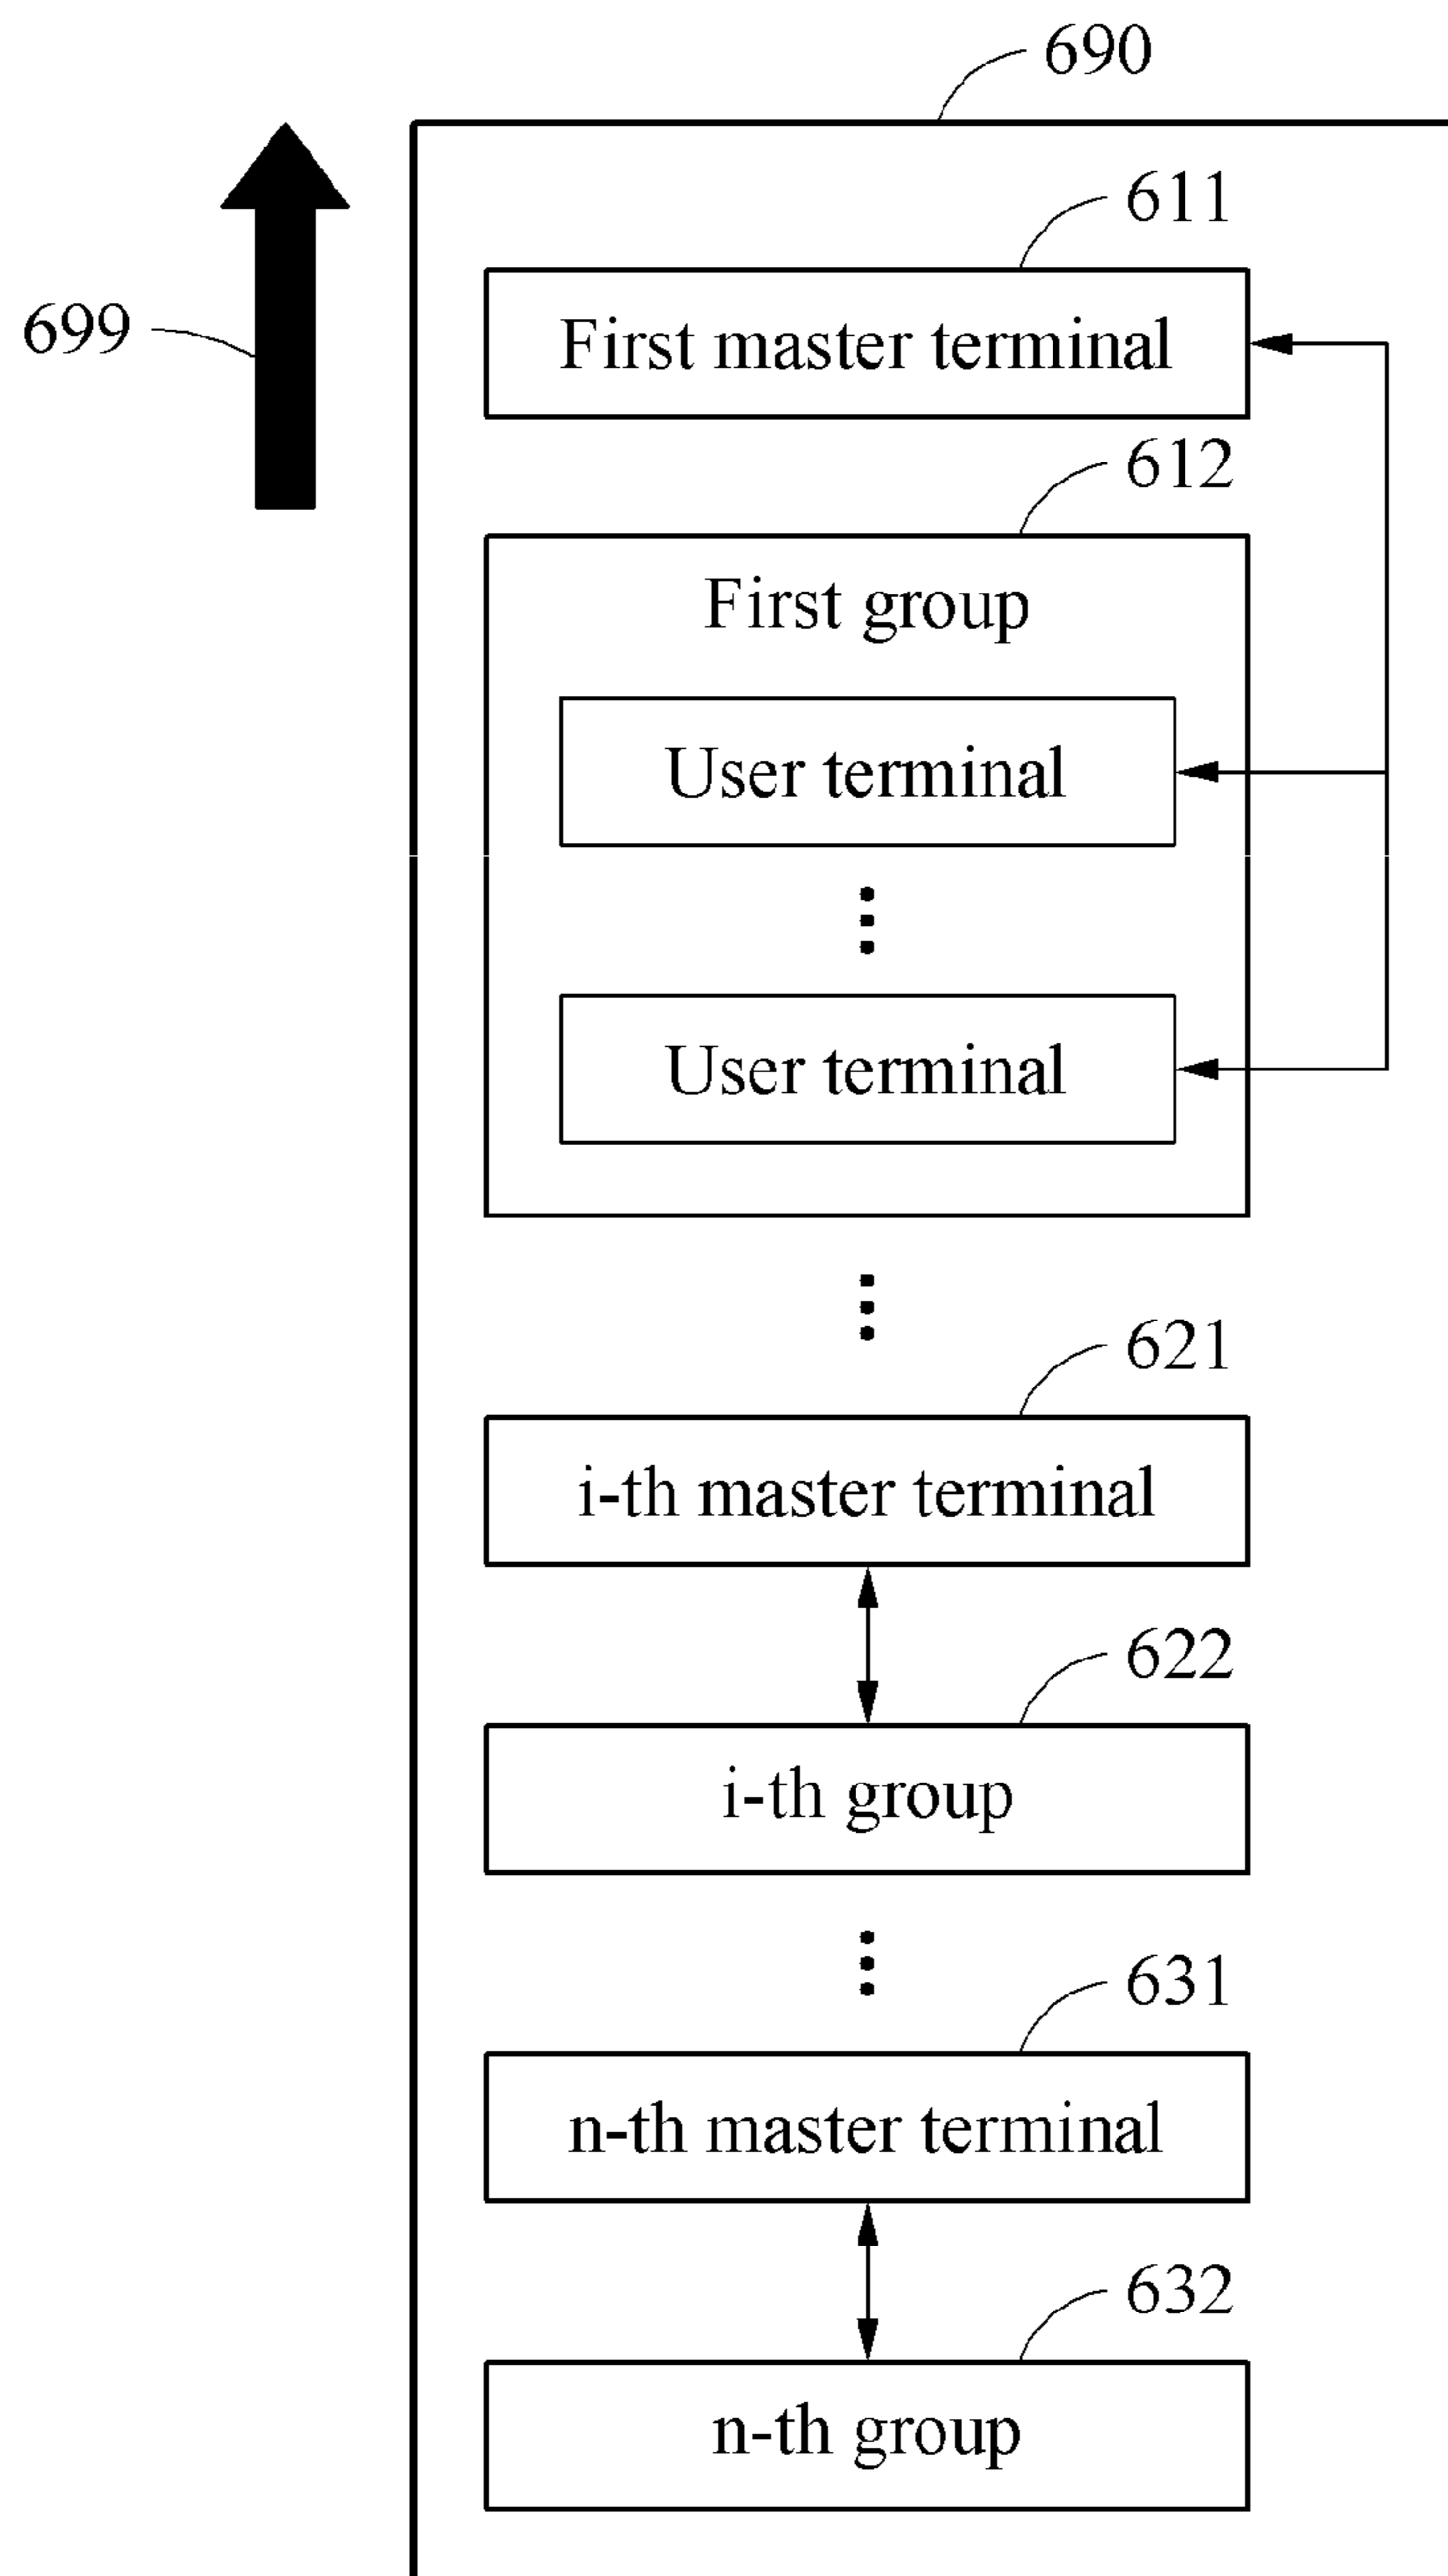 690
611
699
First master terminal
612
First group
User terminal
User terminal
621
i-th master terminal
622
i-th group
631
n-th master terminal
632
n-th group